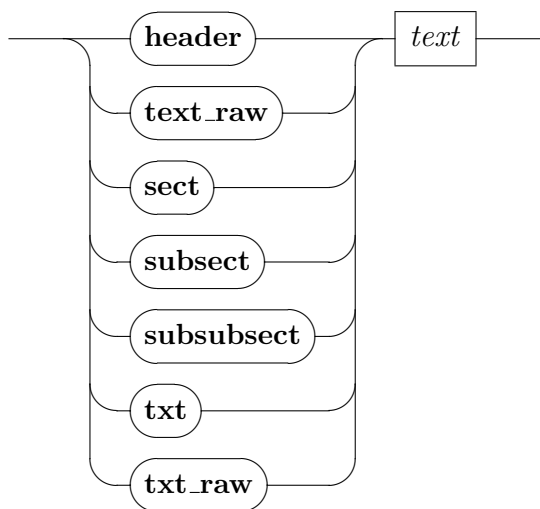 header text
text_raw
sect
subsect
subsubsect
txt
txt_raw